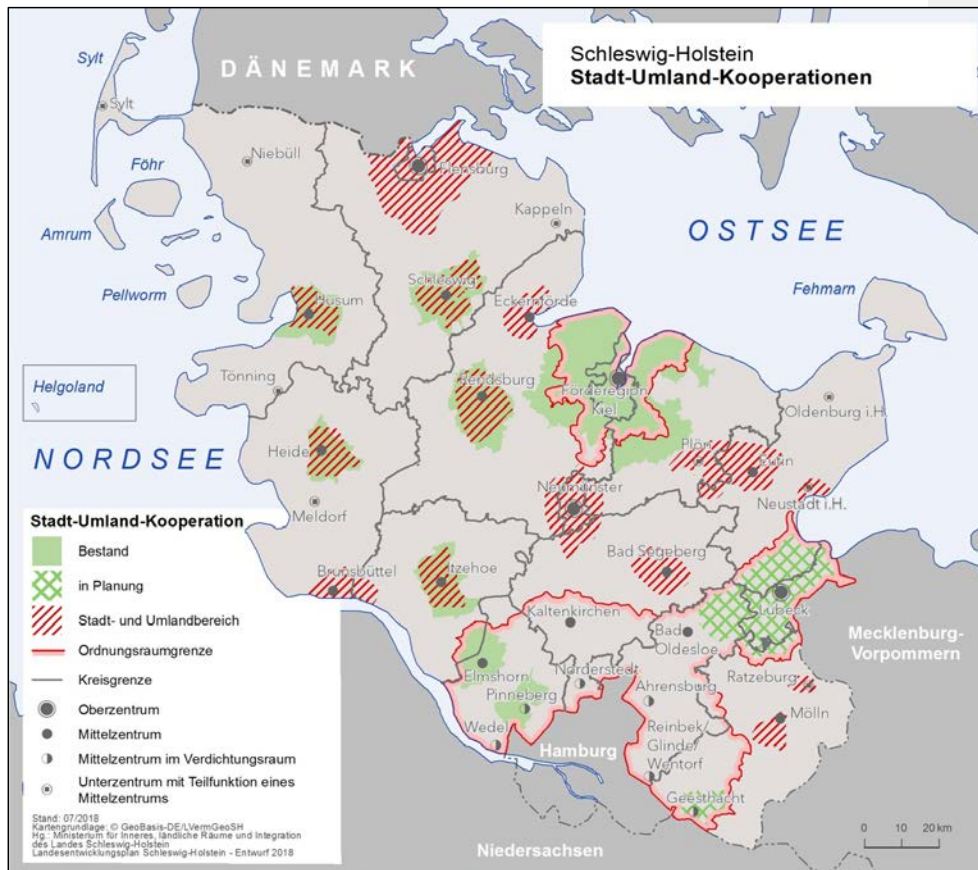 Schleswig-Holstein
Stadt-Umland-Kooperationen
DÄNEMARK
Sylt
Sylt
Niebüll
Föhr
Flensburg
Kappeln
Amrum
OSTSEE
Schleswig
Pellworm
Husum
Eckernförde
Fehmarn
Tönning
Rendsburg
Förderegion
Kiel
Helgoland
Oldenburg i.H.
NORDSEE
Heide
Plön
Eutin
Neumünster
Neustadt i.H.
Meldorf
Bad Segeberg
Brunsbüttel
Itzehoe
Kaltenkirchen
Lübeck
Bad
Oldesloe
Mecklenburg-
Vorpommern
Elmshorn
Norderstedt
Ahrensburg
Ratzeburg
Pinneberg
Mölln
Wedel
Reinbek/
Glinde/
Wentorf
Hamburg
Geesthacht
Niedersachsen
0 10 20 km
Stadt-Umland-Kooperation
Bestand
in Planung
Stadt- und Umlandbereich
Ordnungsraumgrenze
Kreisgrenze
Oberzentrum
Mittelzentrum
Mittelzentrum im Verdichtungsraum
Unterzentrum mit Teilfunktion eines
Mittelzentrums
Stand: 07/2018
Kartengrundlage: © GeoBasis-DE/LVermGeoSH
Hg.: Ministerium für Inneres, ländliche Räume und Integration
des Landes Schleswig-Holstein
Landesentwicklungsplan Schleswig-Holstein - Entwurf 2018